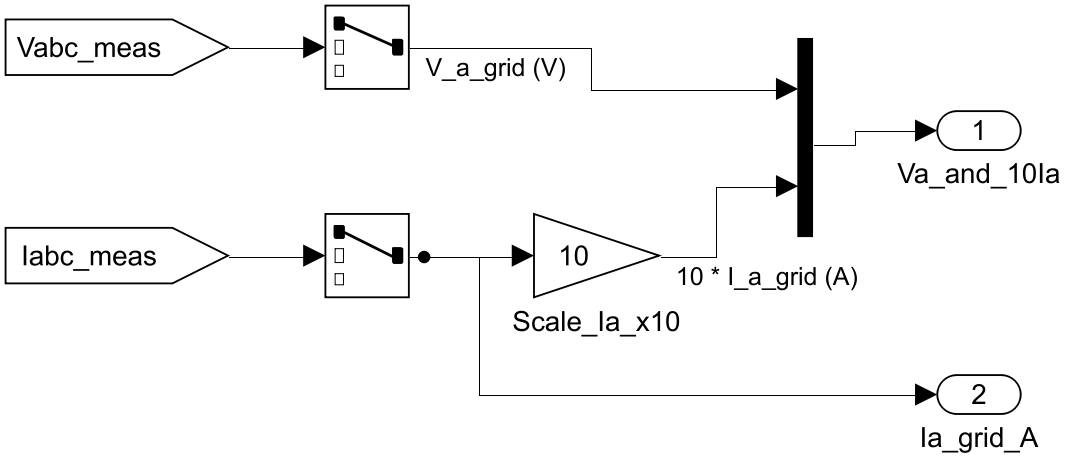 Vabc_meas
V_a_grid (V)
1
Va_and_10Ia
Iabc_meas
10
10 * I_a_grid (A)
Scale_Ia_x10
2
Ia_grid_A